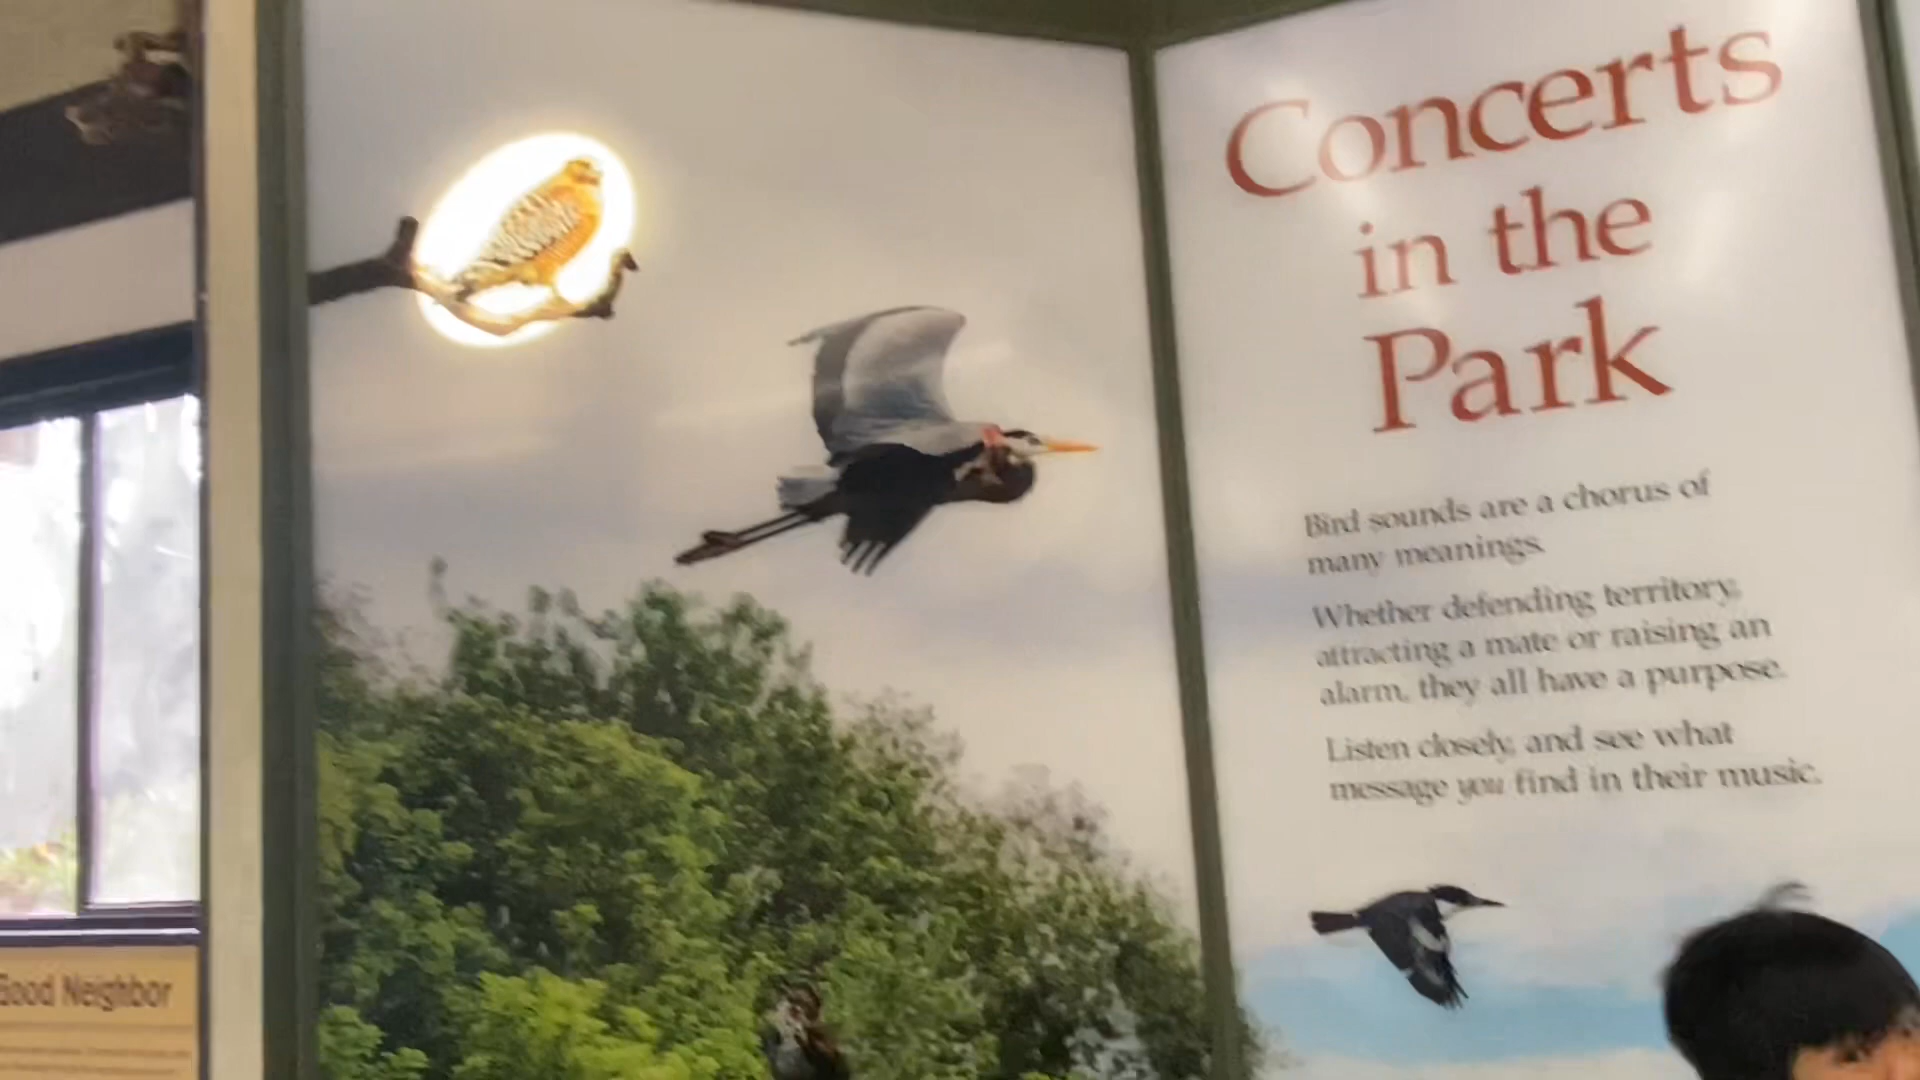 Concerts
in the
Park
Bird sounds are a chorus of
many meanings.
Whether defending territory,
attracting a mate or raising an
alarm, they all have a purpose.
Listen closely, and see what
message you find in their music.
Good Neighbor